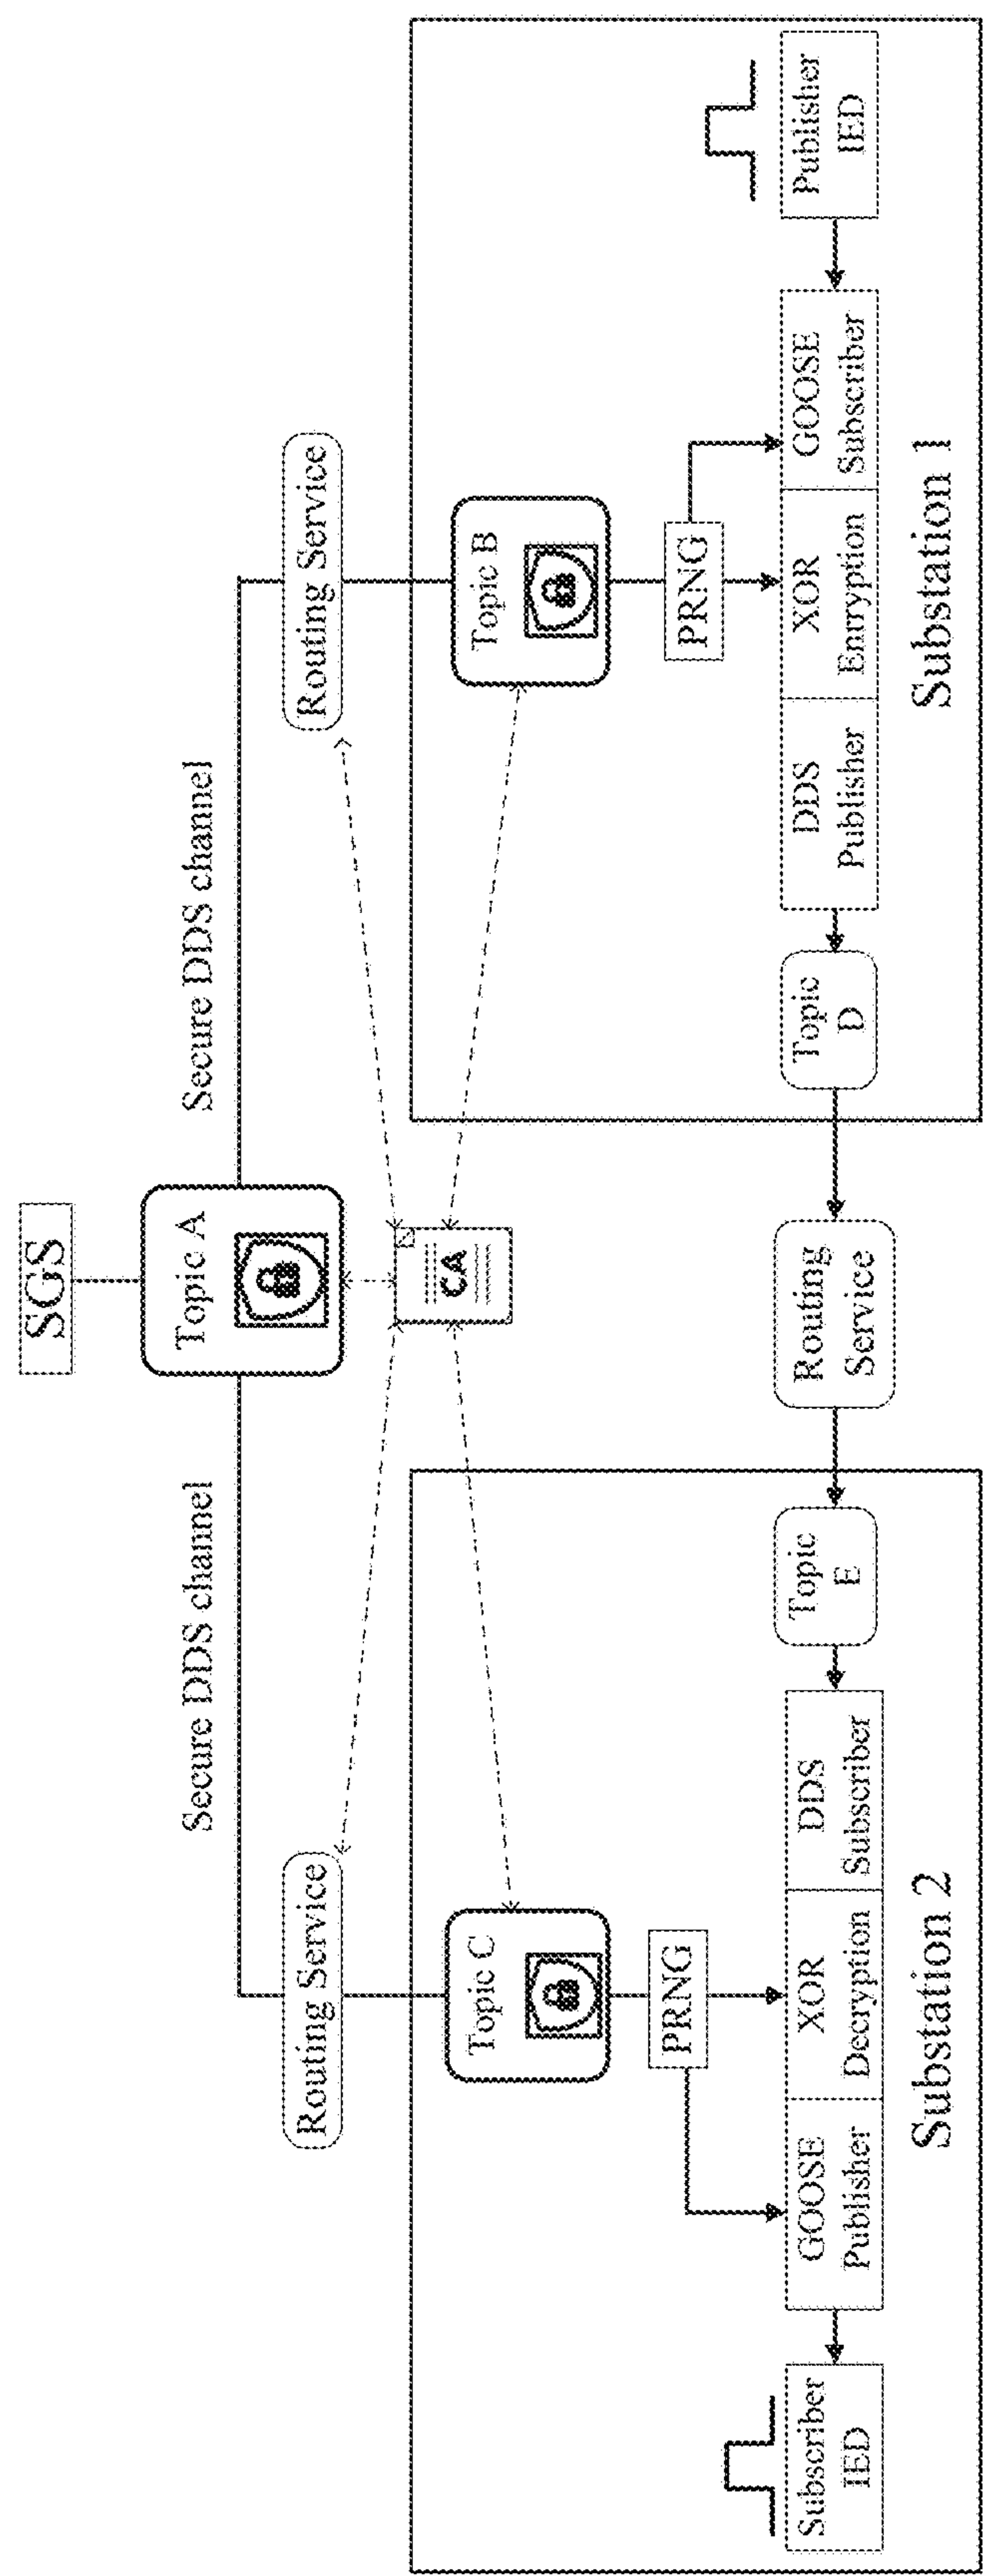 SGS
Secure DDS channel
Topic A
Secure DDS channel
Routing Service
Routing Service
CA
Topic C
Topic B
PRNG
PRNG
Subscriber
IED
GOOSE
Publisher
XOR
Decryption
DDS
Subscriber
Topic
E
Routing
Service
Topic
D
DDS
Publisher
XOR
Enrryption
GOOSE
Subscriber
Publisher
IED
Substation 2
Substation 1